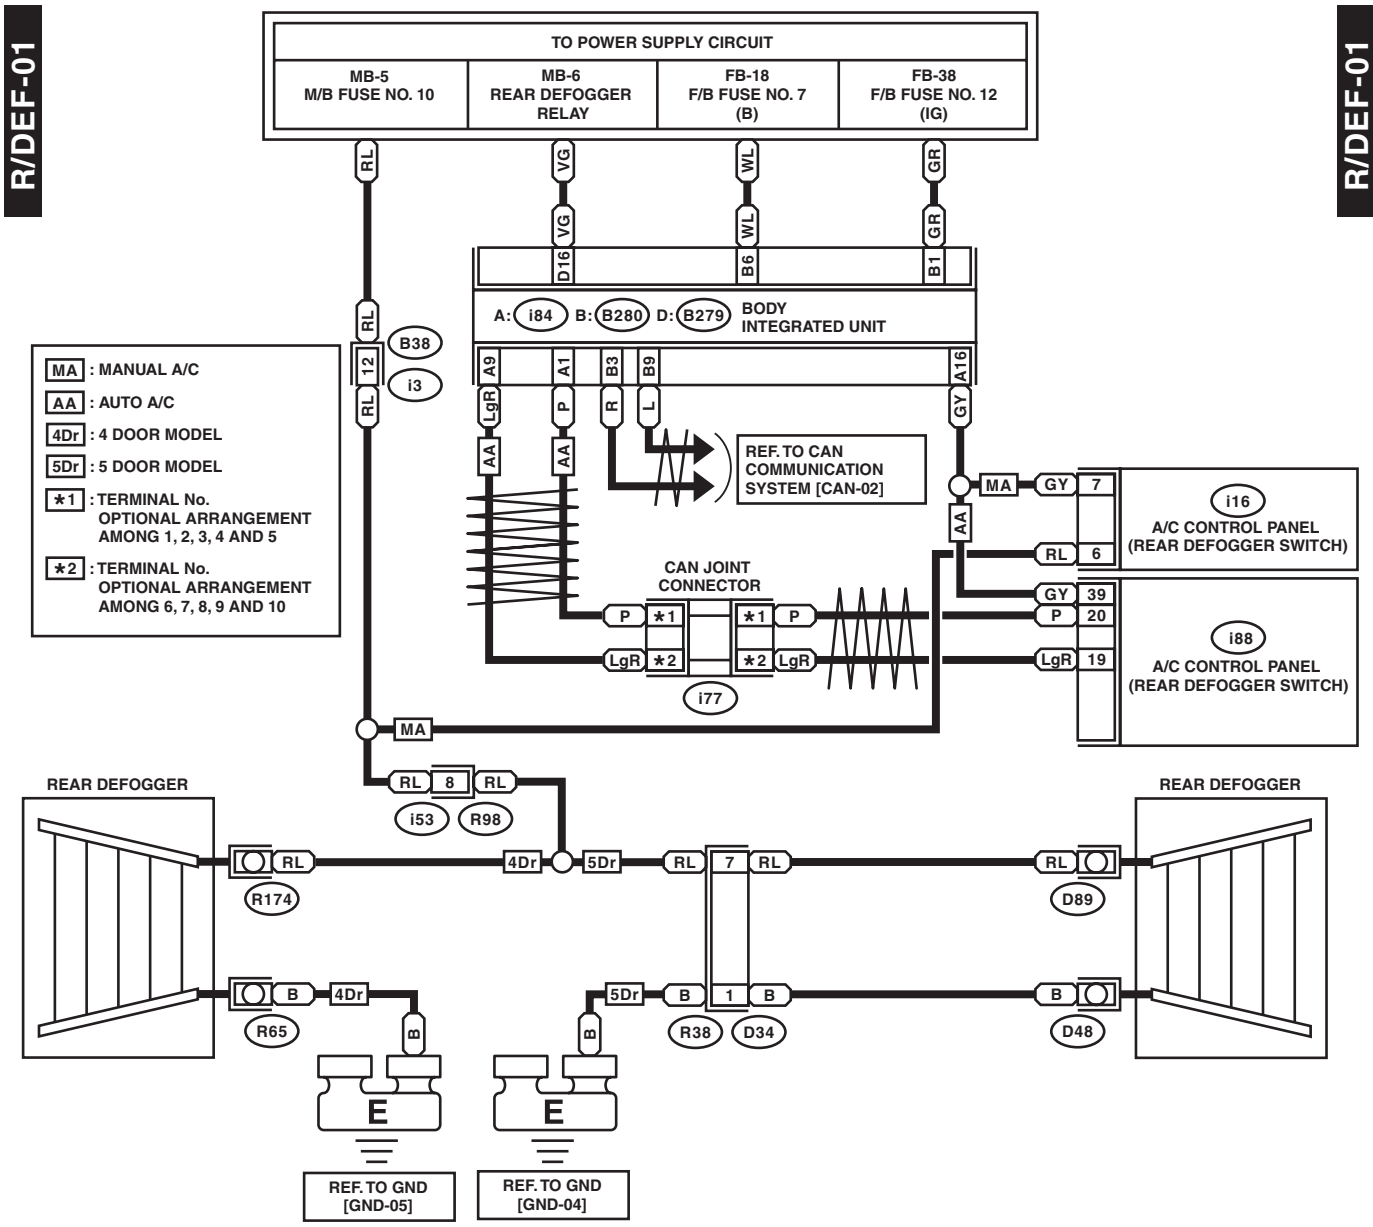 R/DEF-01
R/DEF-01
TO POWER SUPPLY CIRCUIT
MB-5
M/B FUSE NO. 10
MB-6
REAR DEFOGGER
RELAY
FB-18
F/B FUSE NO. 7
(B)
FB-38
F/B FUSE NO. 12
(IG)
RL
VG
WL
GR
VG
WL
GR
D16
B6
B1
A: i84 B: B280 D: B279
BODY
INTEGRATED UNIT
RL
12
RL
B38
i3
A9
A1
B3
B9
A16
LgR
P
R
L
GY
AA
AA
MA : MANUAL A/C
AA : AUTO A/C
4Dr : 4 DOOR MODEL
5Dr : 5 DOOR MODEL
*1 : TERMINAL No.
OPTIONAL ARRANGEMENT
AMONG 1, 2, 3, 4 AND 5
*2 : TERMINAL No.
OPTIONAL ARRANGEMENT
AMONG 6, 7, 8, 9 AND 10
REF. TO CAN
COMMUNICATION
SYSTEM [CAN-02]
MA
GY 7
AA
RL 6
i16
A/C CONTROL PANEL
(REAR DEFOGGER SWITCH)
CAN JOINT
CONNECTOR
P *1 *1 P
LgR *2 *2 LgR
i77
GY 39
P 20
LgR 19
i88
A/C CONTROL PANEL
(REAR DEFOGGER SWITCH)
MA
RL 8 RL
i53 R98
REAR DEFOGGER
REAR DEFOGGER
RL
4Dr
5Dr
RL 7 RL
RL
R174
D89
B
4Dr
5Dr
B 1 B
B
R65
B
B
R38 D34
D48
E
E
REF. TO GND
[GND-05]
REF. TO GND
[GND-04]